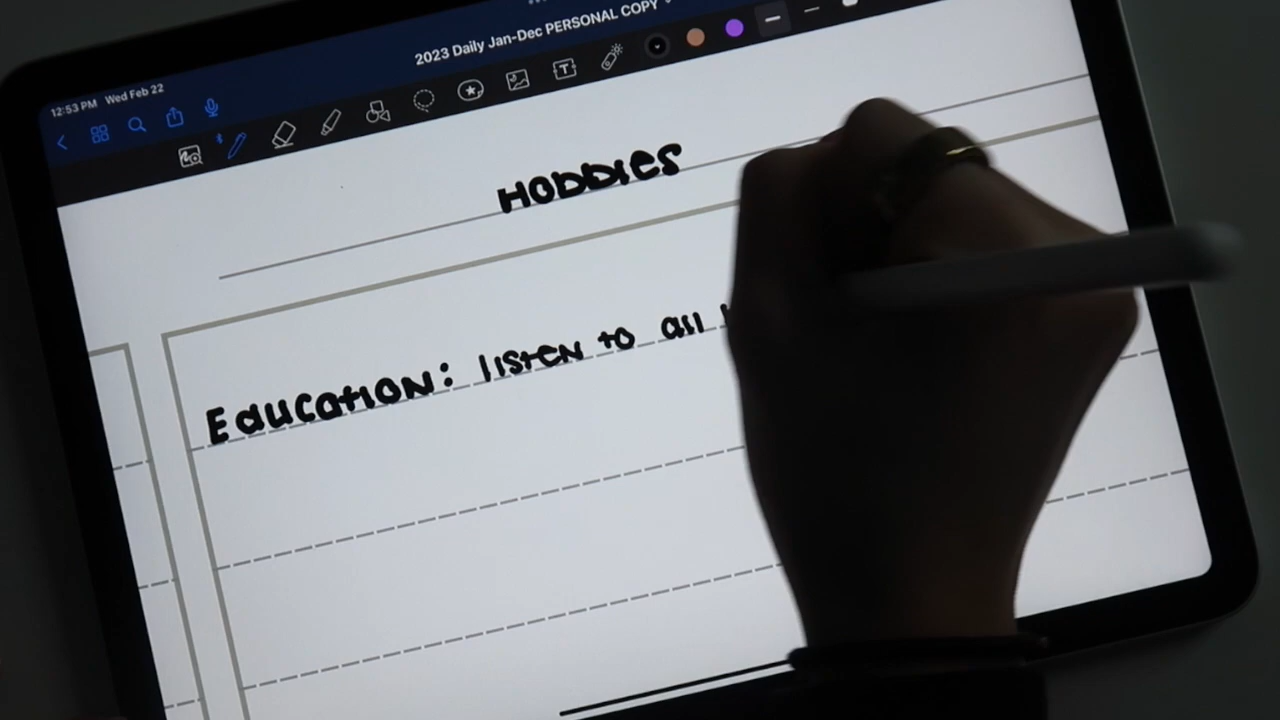 2023 Daily Jan-Dec PERSONAL COPY
12:53 PM Wed Feb 22
HOBBIES
Education: listen to all